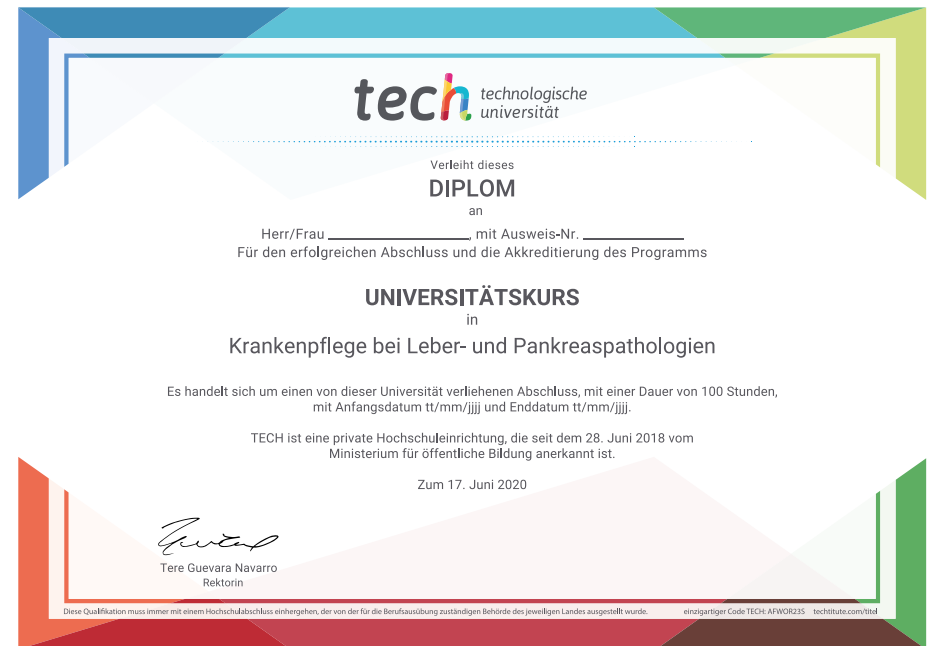 tech technologische
universität
Verleiht dieses
DIPLOM
an
Herr/Frau ____________, mit Ausweis-Nr. ____________
Für den erfolgreichen Abschluss und die Akkreditierung des Programms
UNIVERSITÄTSKURS
in
Krankenpflege bei Leber- und Pankreaspathologien
Es handelt sich um einen von dieser Universität verliehenen Abschluss, mit einer Dauer von 100 Stunden,
mit Anfangsdatum tt/mm/jjjj und Enddatum tt/mm/jjjj.
TECH ist eine private Hochschuleinrichtung, die seit dem 28. Juni 2018 vom
Ministerium für öffentliche Bildung anerkannt ist.
Zum 17. Juni 2020
Tere Guevara Navarro
Rektorin
Diese Qualifikation muss immer mit einem Hochschulabschluss einhergehen, der von der für die Berufsausübung zuständigen Behörde des jeweiligen Landes ausgestellt wurde. einzigartiger Code TECH: AFWOR23S techtitute.com/titel